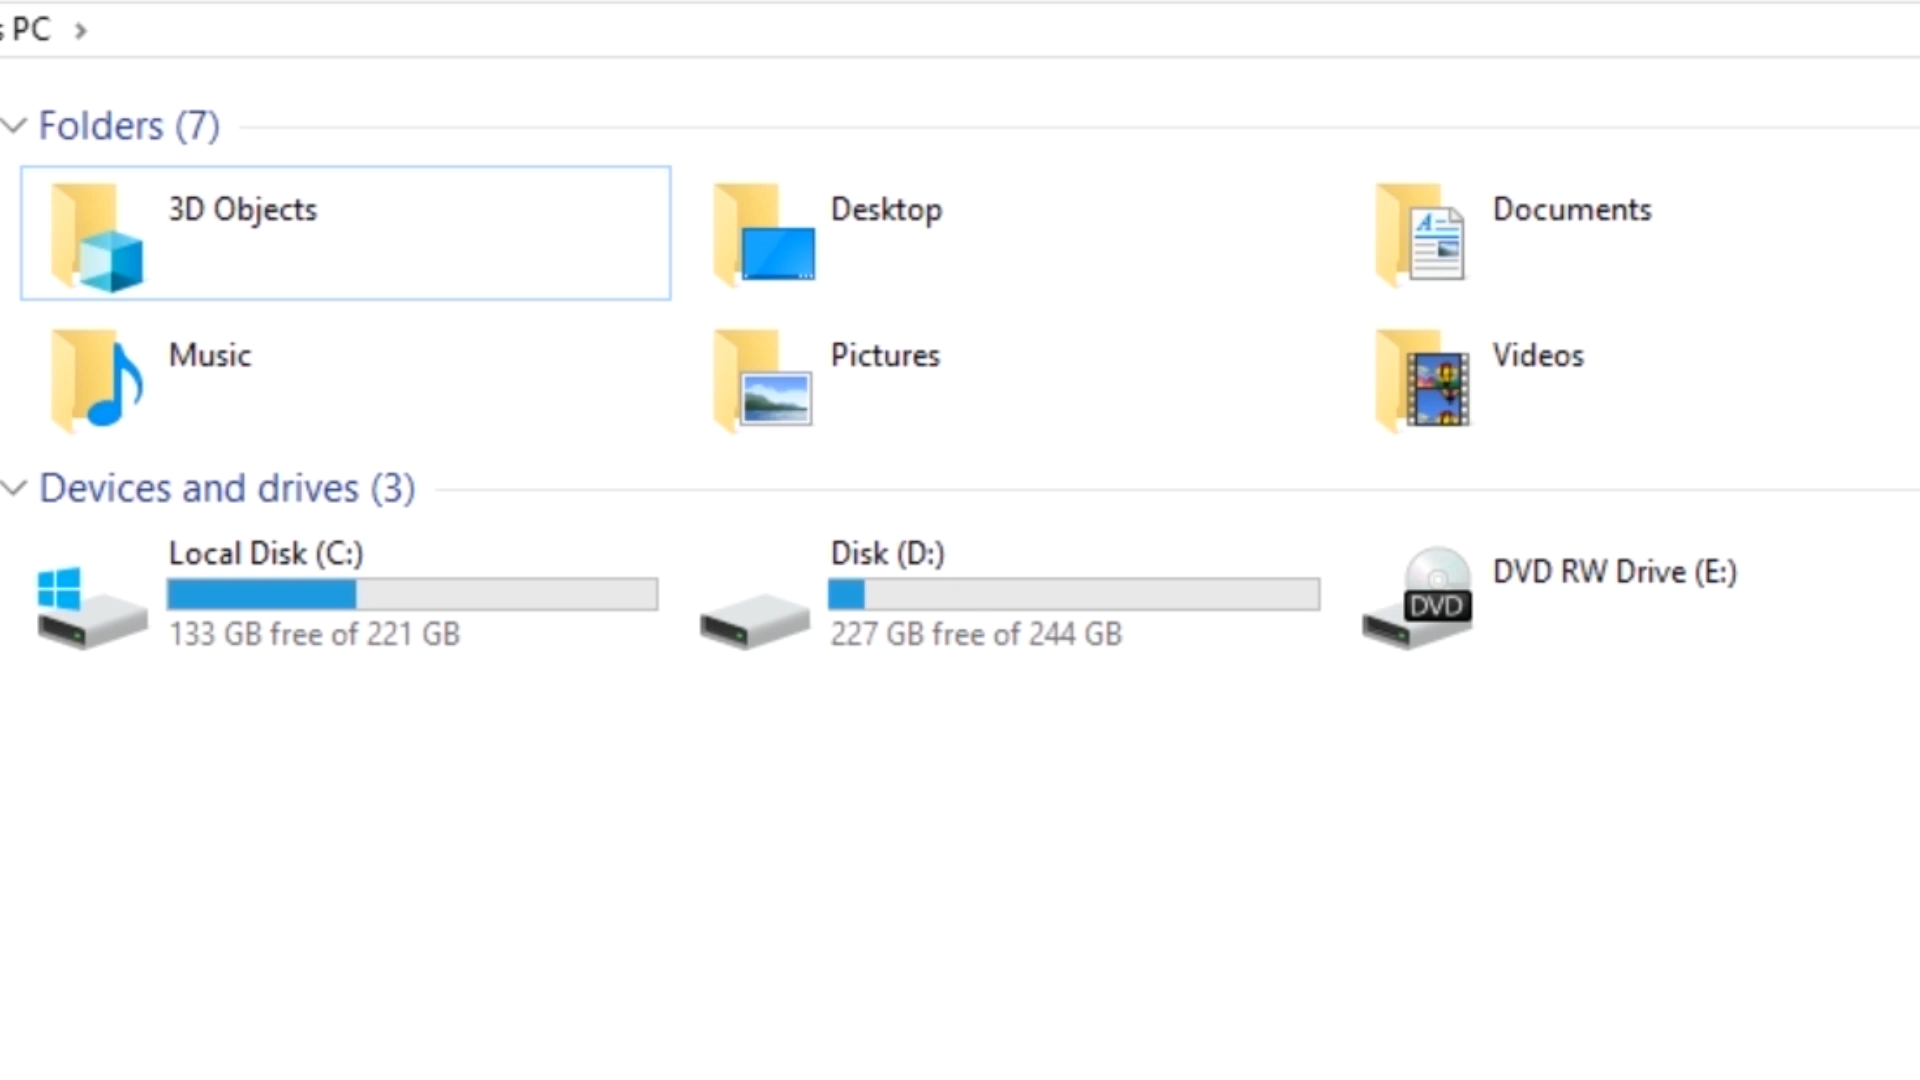 s PC >
Folders (7)
3D Objects
Desktop
Documents
Music
Pictures
Videos
Devices and drives (3)
Local Disk (C:)
133 GB free of 221 GB
Disk (D:)
227 GB free of 244 GB
DVD RW Drive (E:)
DVD